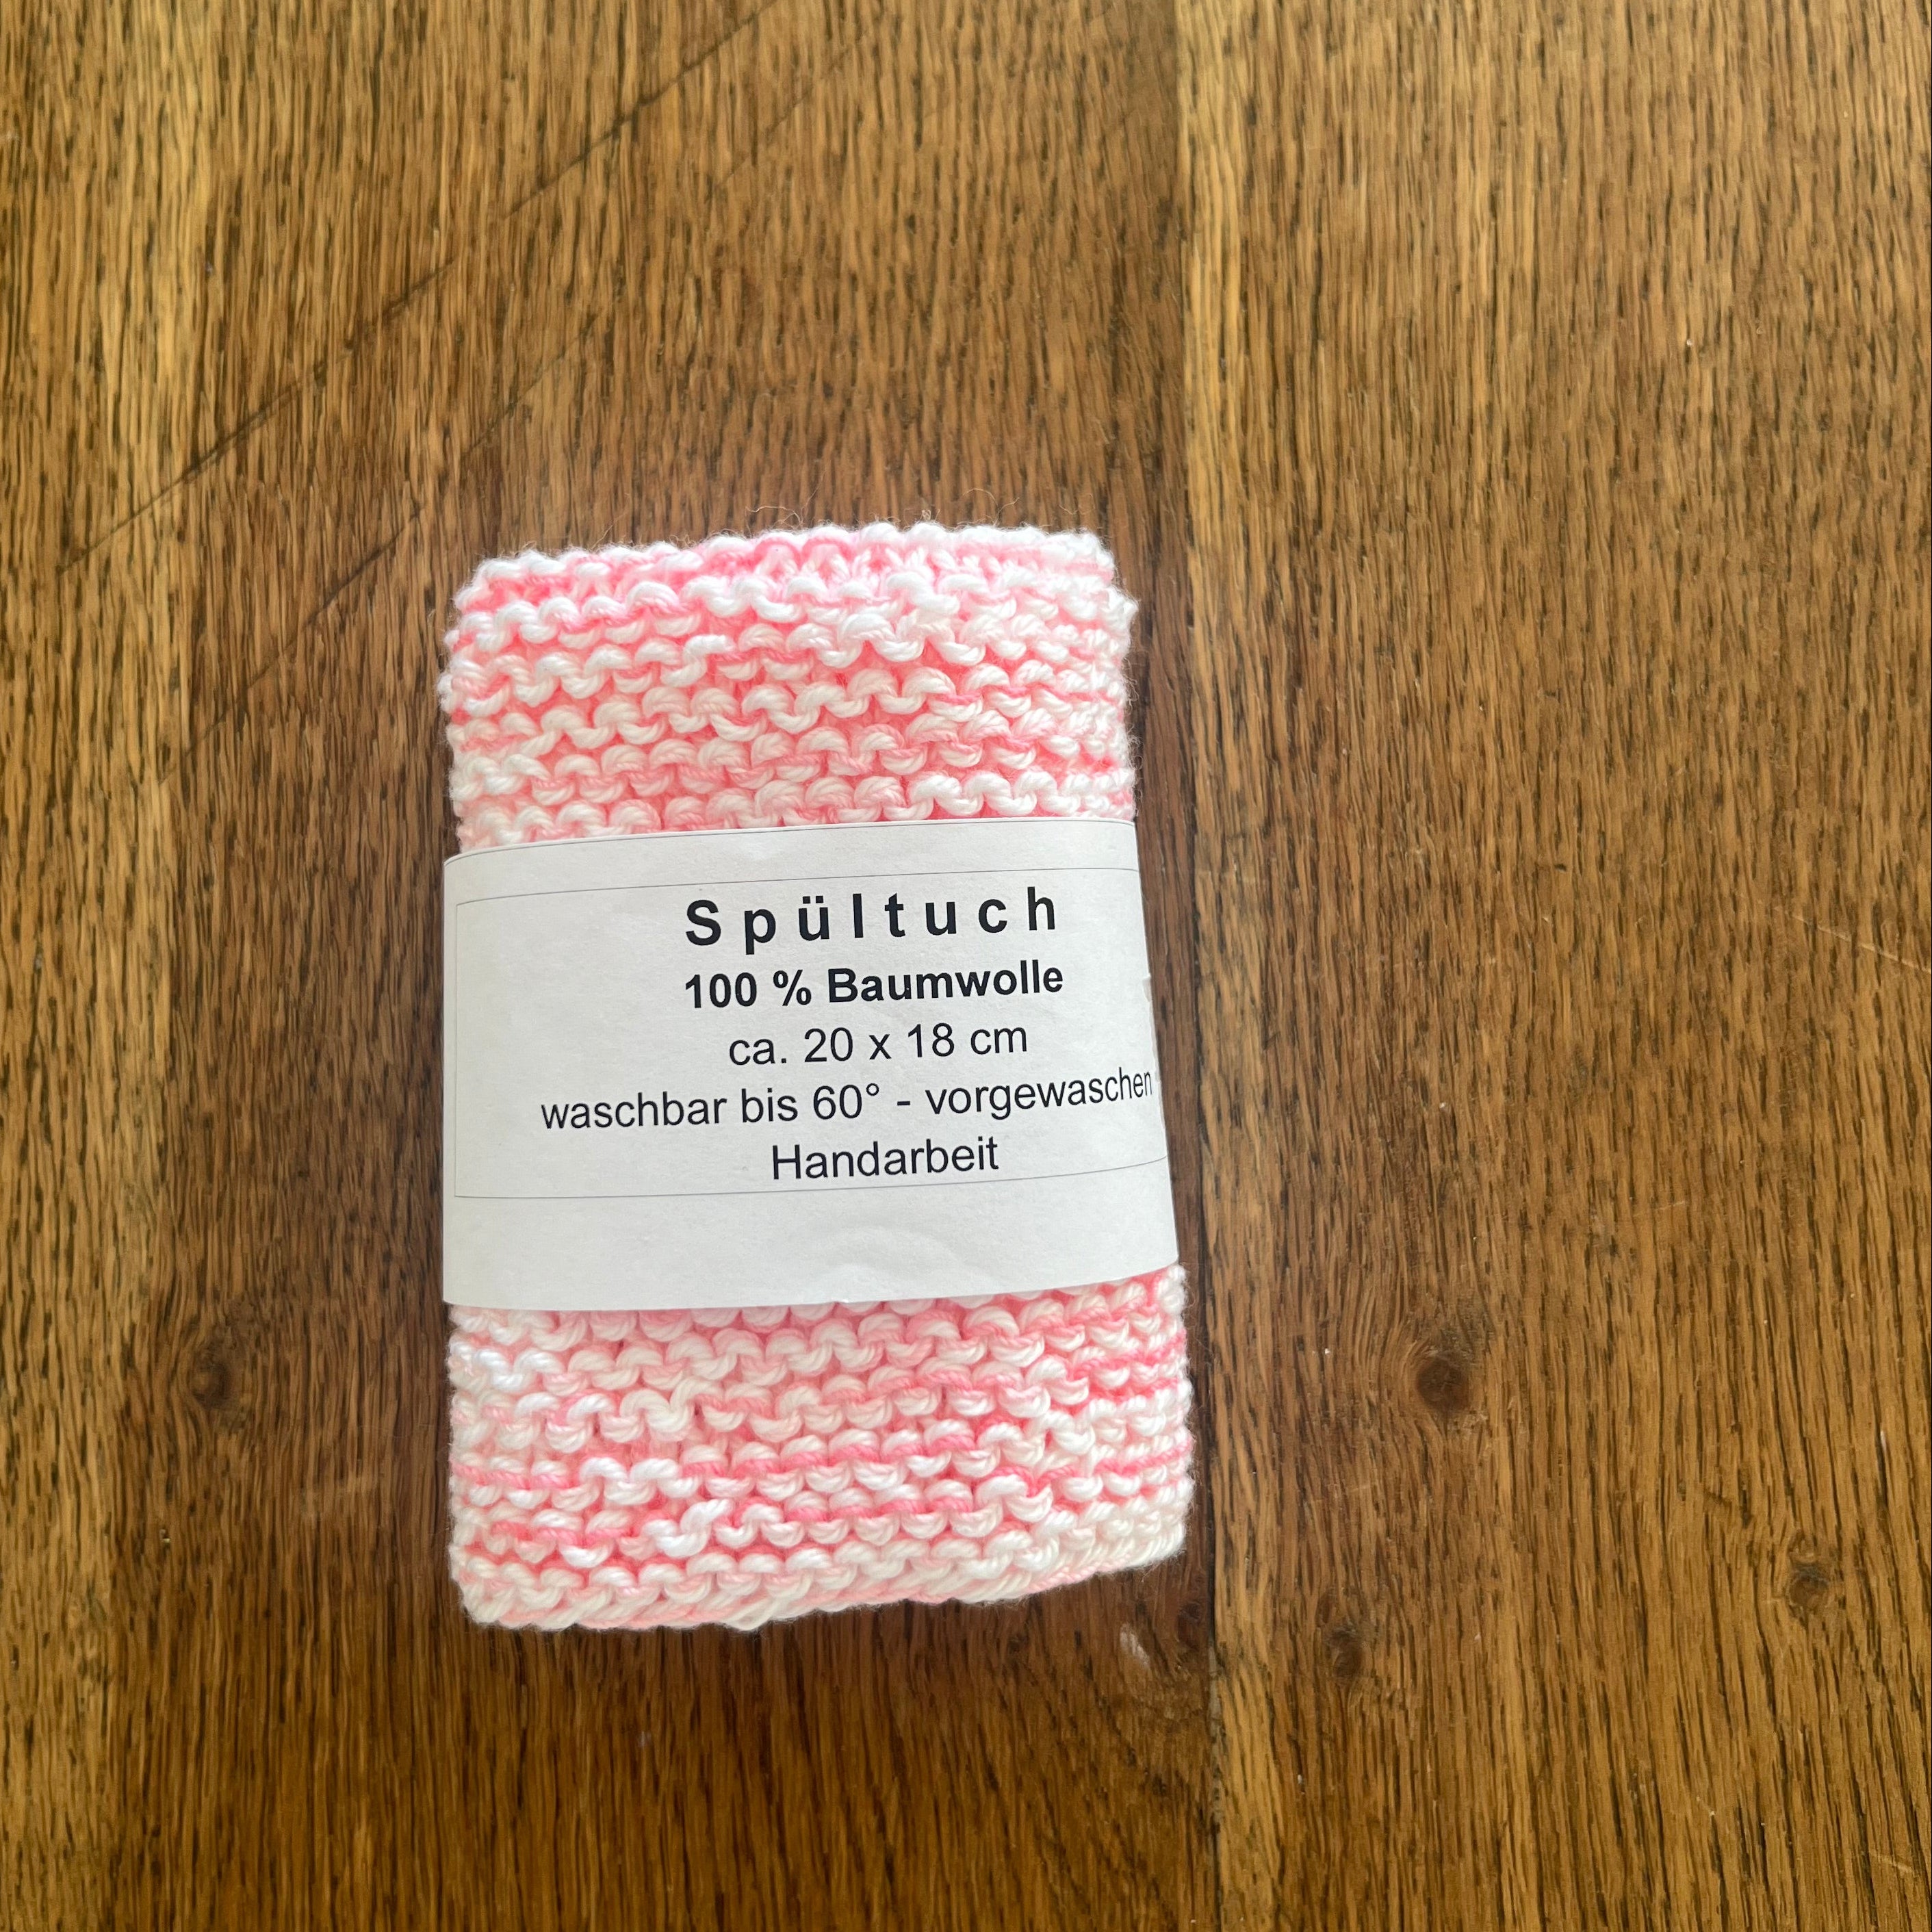 Spültuch
100 % Baumwolle
ca. 20 x 18 cm
waschbar bis 60° - vorgewaschen
Handarbeit